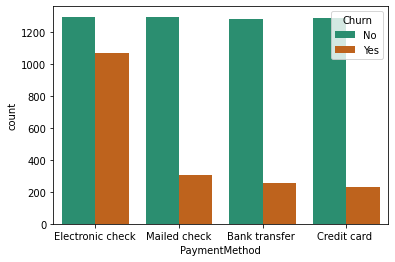 Churn
No
Yes
1200
1000
800
600
400
200
0
count
Electronic check
Mailed check
Bank transfer
Credit card
PaymentMethod